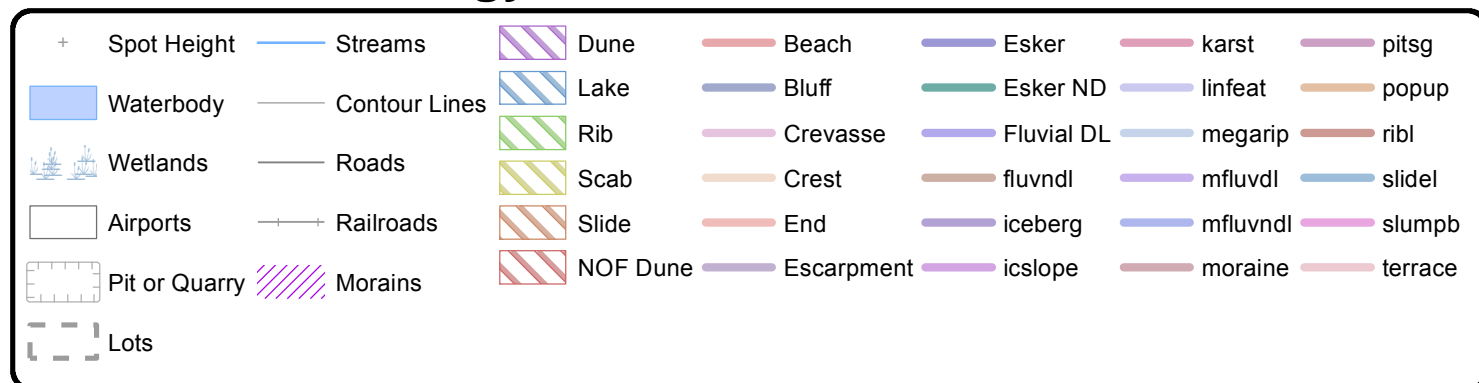 gy
Spot Height Streams Dune Beach Esker karst pitsg
Waterbody Contour Lines Lake Bluff Esker ND linfeat popup
Wetlands Roads Rib Crevasse Fluvial DL megarip ribl
Scab Crest fluvndl mfluvdl slidel
Airports Railroads Slide End iceberg mfluvndl slumpb
Pit or Quarry Morains NOF Dune Escarpment icslope moraine terrace
Lots